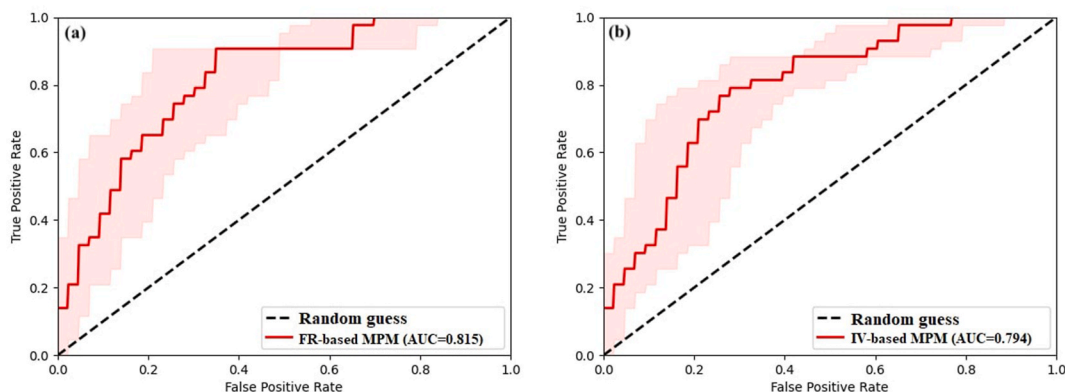 (a)
True Positive Rate
1.0
0.8
0.6
0.4
0.2
0.0
Random guess
FR-based MPM (AUC=0.815)
0.0 0.2 0.4 0.6 0.8 1.0
False Positive Rate
(b)
True Positive Rate
1.0
0.8
0.6
0.4
0.2
0.0
Random guess
IV-based MPM (AUC=0.794)
0.0 0.2 0.4 0.6 0.8 1.0
False Positive Rate